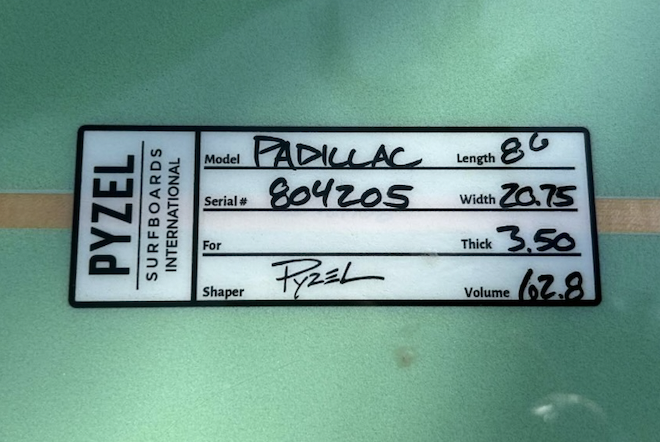 PYZEL
SURFBOARDS
INTERNATIONAL
Model PADILLAC Length 8 6
Serial # 804205 Width 20.75
For Thick 3.50
Shaper PYZEL Volume 62.8